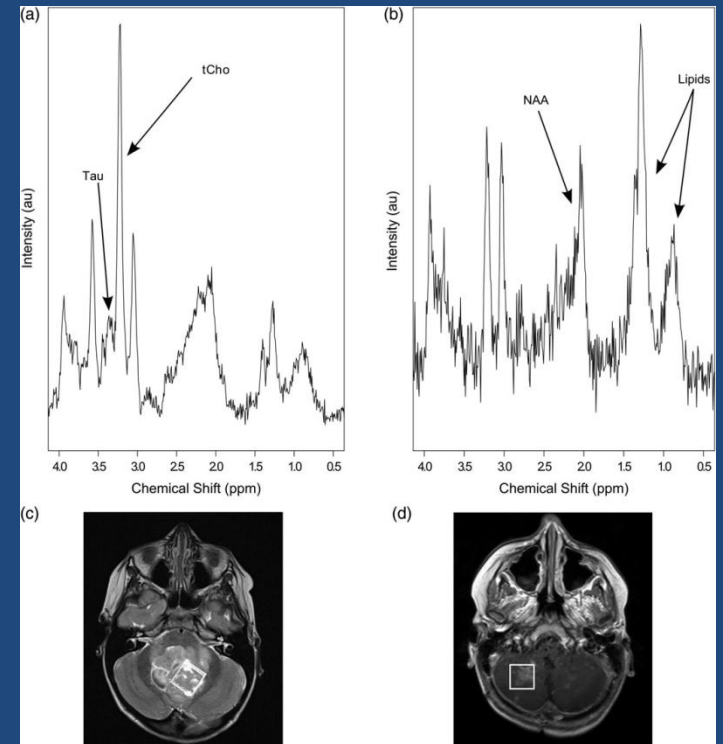 (a)
tCho
Tau
Intensity (au)
4.0 3.5 3.0 2.5 2.0 1.5 1.0 0.5
Chemical Shift (ppm)
(b)
NAA
Lipids
Intensity (au)
4.0 3.5 3.0 2.5 2.0 1.5 1.0 0.5
Chemical Shift (ppm)
(c)
(d)